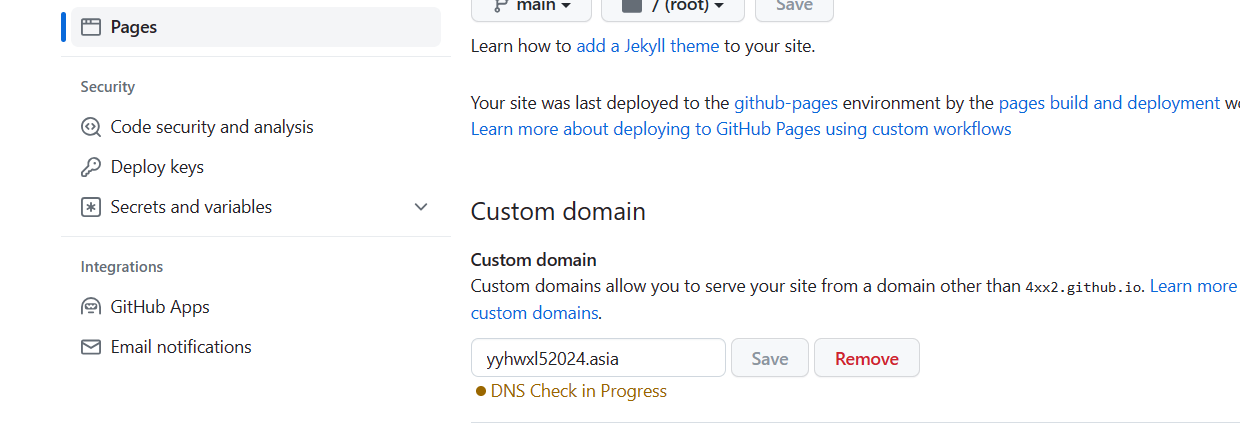 Pages
Security
Code security and analysis
Deploy keys
Secrets and variables
Integrations
GitHub Apps
Email notifications
main
/ (root)
Save
Learn how to add a Jekyll theme to your site.
Your site was last deployed to the github-pages environment by the pages build and deployment
Learn more about deploying to GitHub Pages using custom workflows
Custom domain
Custom domain
Custom domains allow you to serve your site from a domain other than 4xx2.github.io. Learn more
custom domains.
yyhwxl52024.asia
Save
Remove
DNS Check in Progress